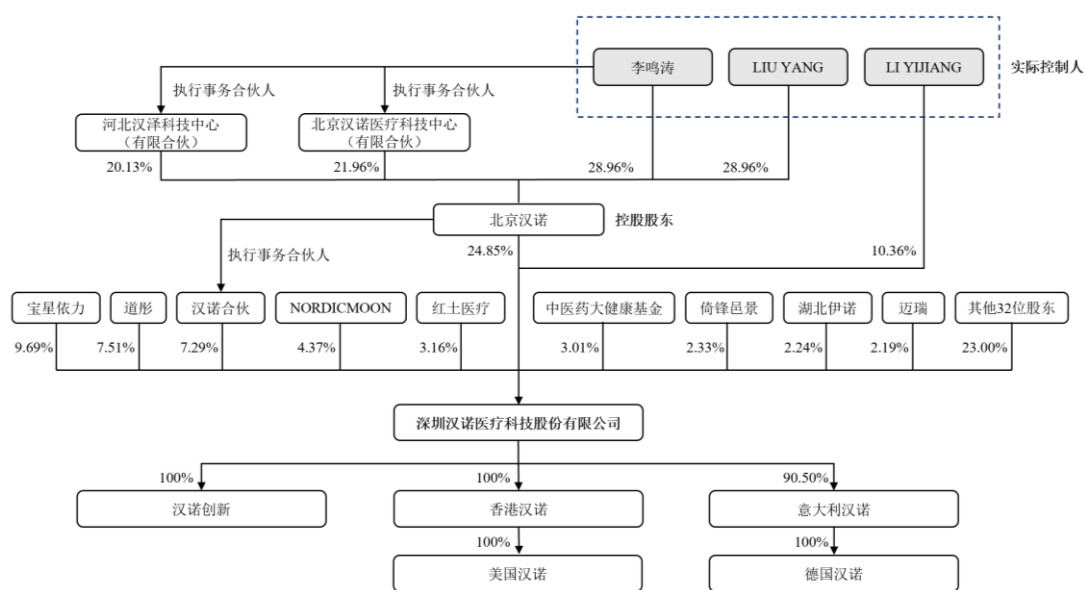 李鸣涛
LIU YANG
LI YIJIANG
实际控制人
执行事务合伙人
执行事务合伙人
河北汉泽科技中心
（有限合伙）
北京汉诺医疗科技中心
（有限合伙）
20.13%
21.96%
28.96%
28.96%
北京汉诺
控股股东
执行事务合伙人
24.85%
10.36%
宝星依力
道彤
汉诺合伙
NORDICMOON
红土医疗
中医药大健康基金
倚锋邑景
湖北伊诺
迈瑞
其他32位股东
9.69%
7.51%
7.29%
4.37%
3.16%
3.01%
2.33%
2.24%
2.19%
23.00%
深圳汉诺医疗科技股份有限公司
100%
100%
90.50%
汉诺创新
香港汉诺
意大利汉诺
100%
100%
美国汉诺
德国汉诺